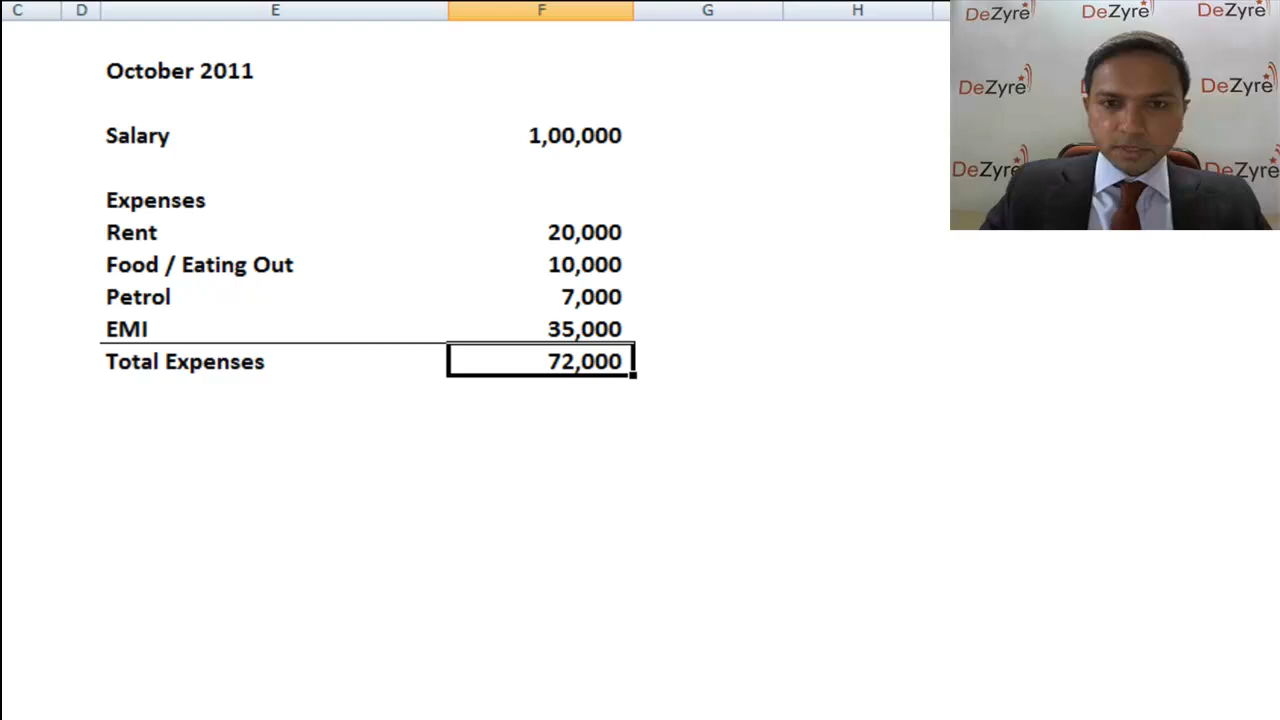 C D E F G H
October 2011
Salary 1,00,000
Expenses
Rent 20,000
Food / Eating Out 10,000
Petrol 7,000
EMI 35,000
Total Expenses 72,000
DeZyre DeZyre DeZyre
DeZyre DeZyre
DeZyre DeZyre